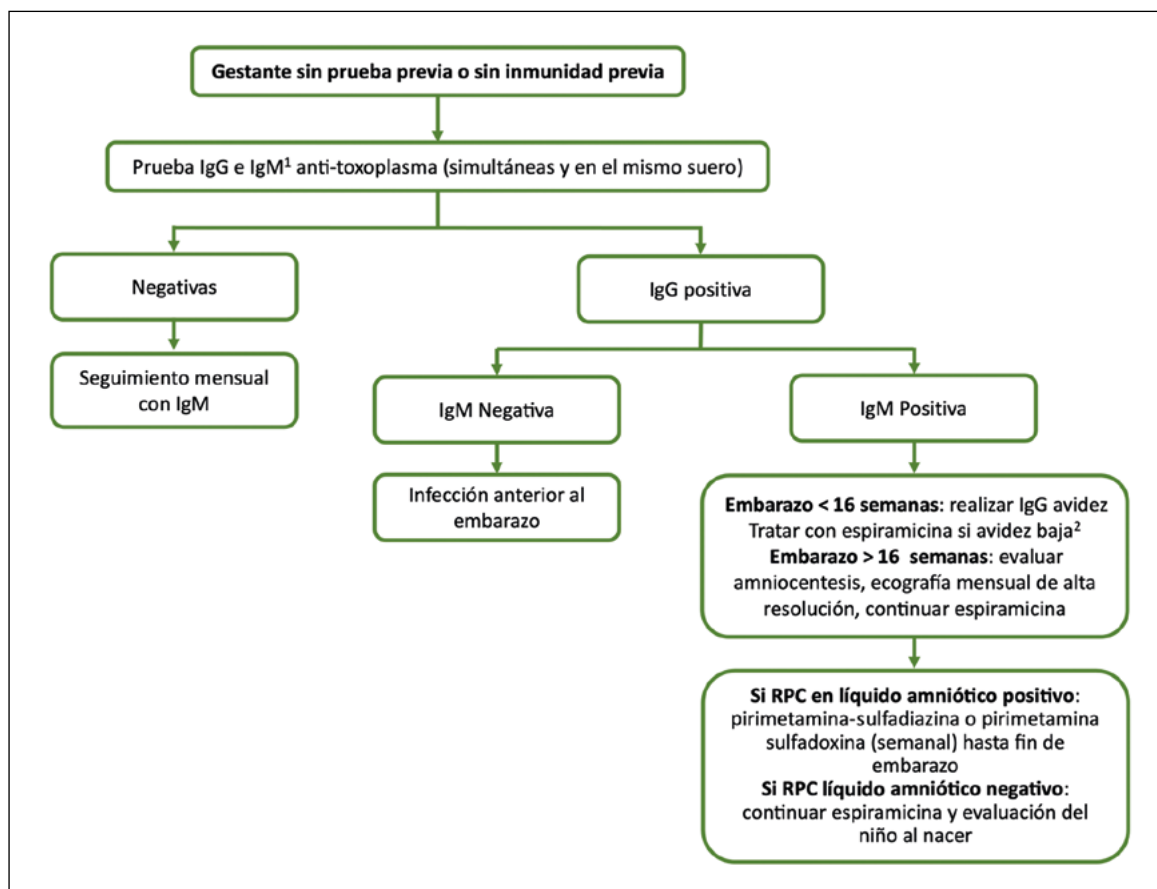 Gestante sin prueba previa o sin inmunidad previa
Prueba IgG e IgM¹ anti-toxoplasma (simultáneas y en el mismo suero)
Negativas
IgG positiva
Seguimiento mensual
con IgM
IgM Negativa
IgM Positiva
Infección anterior al
embarazo
Embarazo < 16 semanas: realizar IgG avidez
Tratar con espiramicina si avidez baja²
Embarazo > 16 semanas: evaluar
amniocentesis, ecografía mensual de alta
resolución, continuar espiramicina
Si RPC en líquido amniótico positivo:
pirimetamina-sulfadiazina o pirimetamina
sulfadoxina (semanal) hasta fin de
embarazo
Si RPC líquido amniótico negativo:
continuar espiramicina y evaluación del
niño al nacer